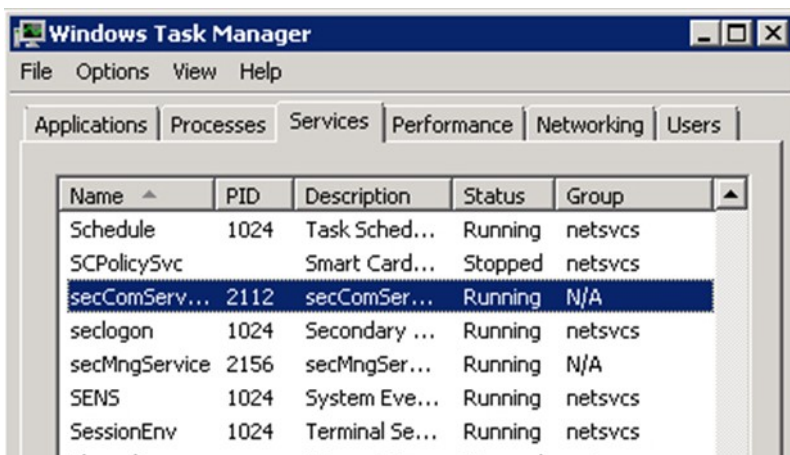 Windows Task Manager
File Options View Help
Applications Processes Services Performance Networking Users
Name PID Description Status Group
Schedule 1024 Task Sched... Running netsvcs
SCPolicySvc Smart Card... Stopped netsvcs
secComServ... 2112 secComSer... Running N/A
seclogon 1024 Secondary ... Running netsvcs
secMngService 2156 secMngSer... Running N/A
SENS 1024 System Eve... Running netsvcs
SessionEnv 1024 Terminal Se... Running netsvcs